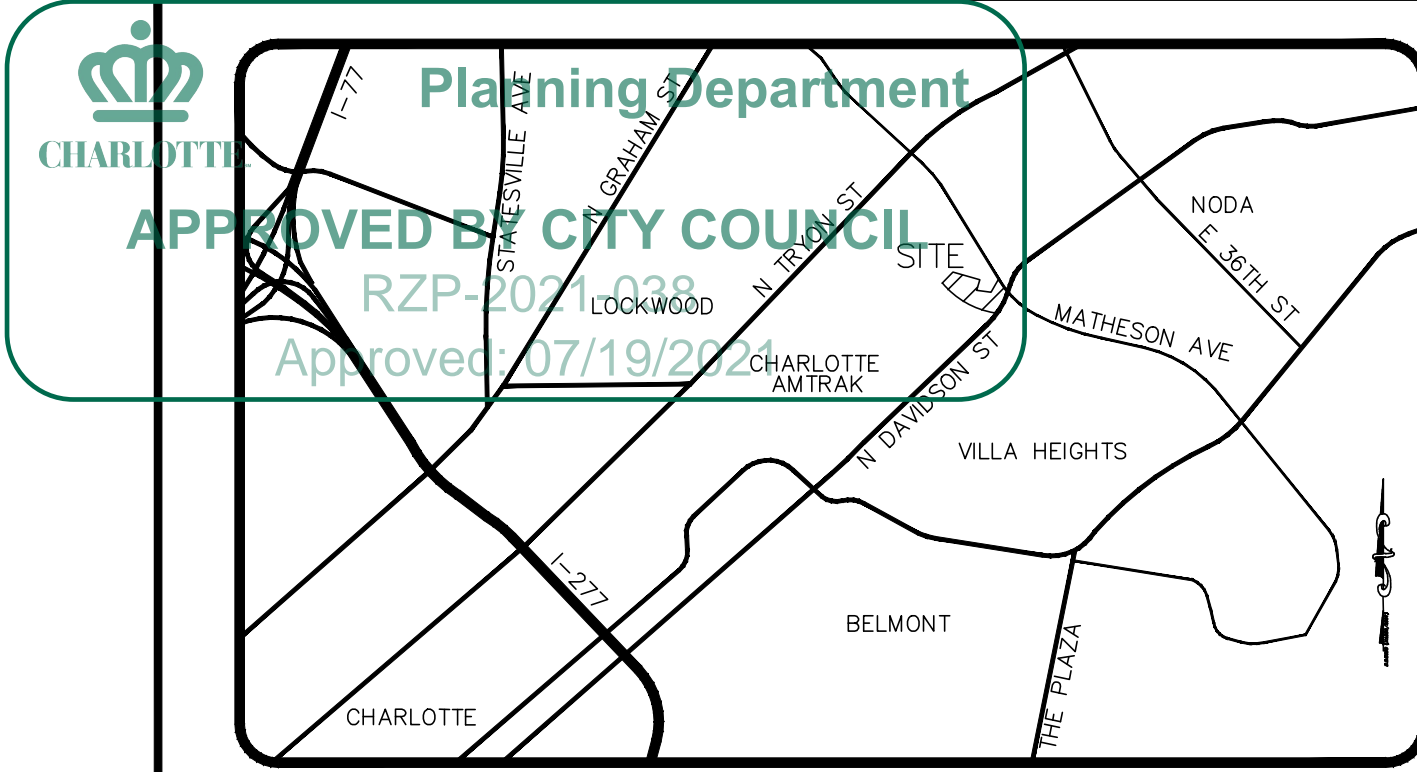 Planning Department
CHARLOTTE
APPROVED BY CITY COUNCIL
RZP-2021-038
Approved: 07/19/2021
I-77
STATESVILLE AVE
N GRAHAM ST
N TRYON ST
NODA
E 36TH ST
SITE
LOCKWOOD
MATHESON AVE
CHARLOTTE
AMTRAK
N DAVIDSON ST
VILLA HEIGHTS
I-277
BELMONT
THE PLAZA
CHARLOTTE